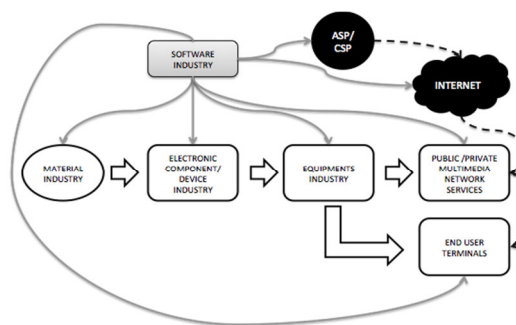 ASP/
CSP
SOFTWARE
INDUSTRY
INTERNET
MATERIAL
INDUSTRY
ELECTRONIC
COMPONENT/
DEVICE
INDUSTRY
EQUIPMENTS
INDUSTRY
PUBLIC /PRIVATE
MULTIMEDIA
NETWORK
SERVICES
END USER
TERMINALS